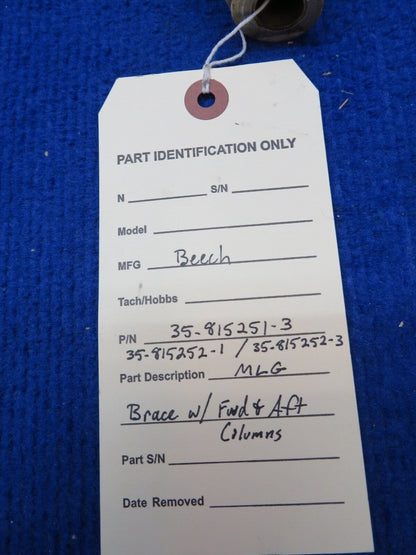 PART IDENTIFICATION ONLY
N S/N
Model
MFG Beech
Tach/Hobbs
P/N 35-815251-3
35-815252-1 / 35-815252-3
Part Description MLG
Brace w/ Fwd & Aft
Columns
Part S/N
Date Removed